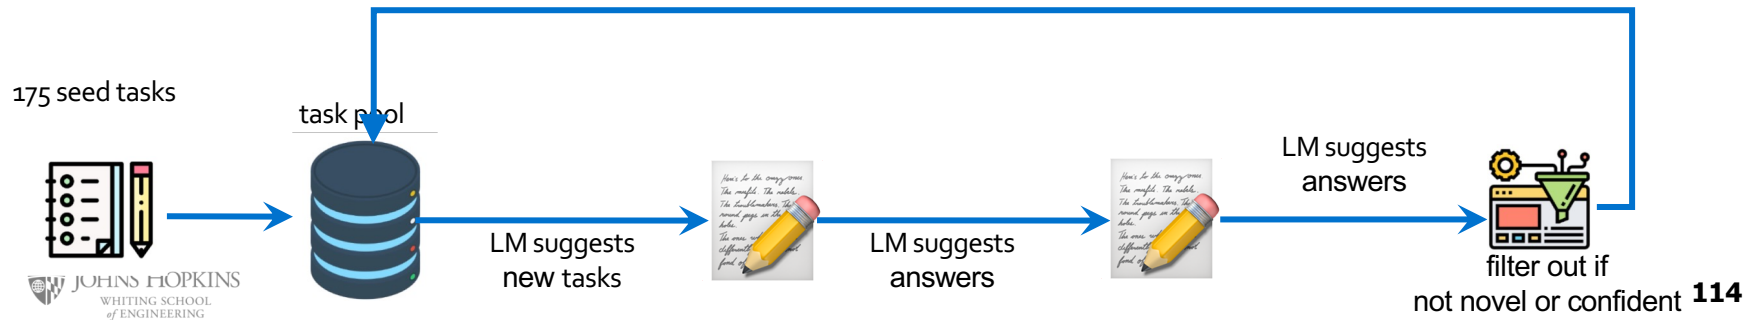 175 seed tasks
task pool
LM suggests
new tasks
LM suggests
answers
LM suggests
answers
filter out if
not novel or confident
114
JOHNS HOPKINS
WHITING SCHOOL
of ENGINEERING